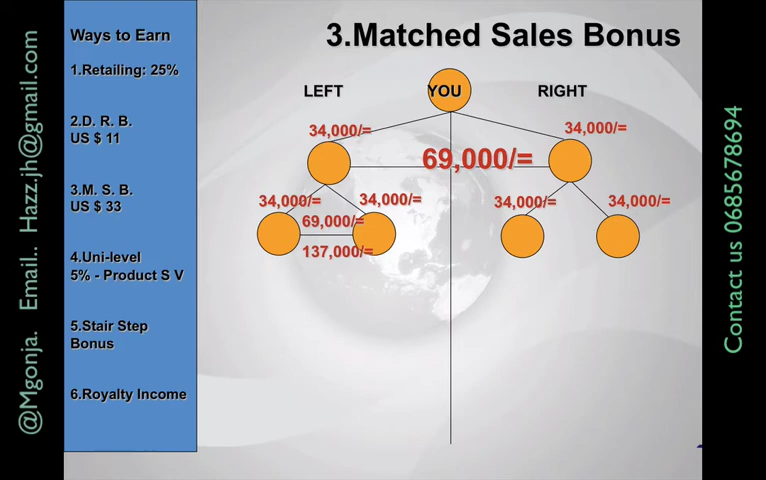 @Mgonja. Email.. Hazz.jh@gmail.com
Ways to Earn
1.Retailing: 25%
2.D. R. B.
US $ 11
3.M. S. B.
US $ 33
4.Uni-level
5% - Product S V
5.Stair Step
Bonus
6.Royalty Income
3.Matched Sales Bonus
LEFT YOU RIGHT
34,000/= 34,000/=
69,000/=
34,000/= 34,000/= 34,000/= 34,000/=
69,000/=
137,000/=
Contact us 0685678694